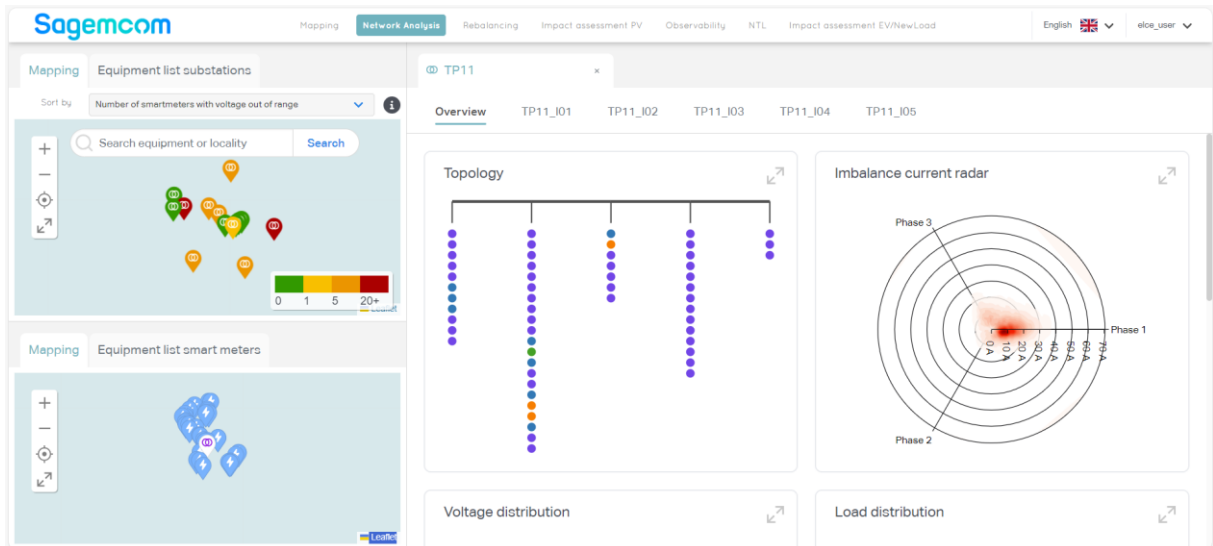 Sagemcom
Mapping Network Analysis Rebalancing Impact assessment PV Observability NTL Impact assessment EV/NewLoad English elce_user
Mapping Equipment list substations
Sort by Number of smartmeters with voltage out of range i
+ Search equipment or locality Search
−
0 1 5 20+
Leaflet
Mapping Equipment list smart meters
+
−
Leaflet
TP11 ×
Overview TP11_I01 TP11_I02 TP11_I03 TP11_I04 TP11_I05
Topology
Imbalance current radar
Phase 3
Phase 1
0 A 10 A 20 A 30 A 40 A 50 A 60 A 70 A
Phase 2
Voltage distribution
Load distribution